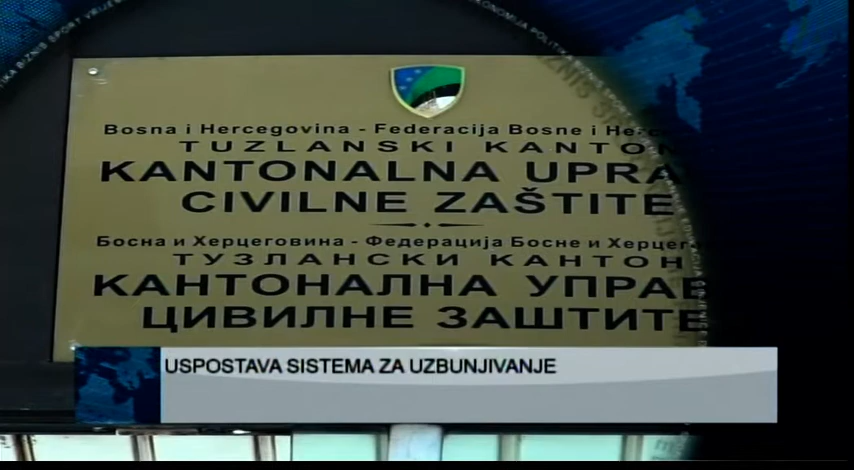 Bosna i Hercegovina - Federacija Bosne i
TUZLANSKI KANTON
KANTONALNA
CIVILNE ZAŠTITE
Босна и Херцеговина - Федерација Босне и
ТУЗЛАНСКИ КАНТОН
КАНТОНАЛНА УПРАВ
ЦИВИЛНЕ ЗАШТИТЕ
USPOSTAVA SISTEMA ZA UZBUNJIVANJE